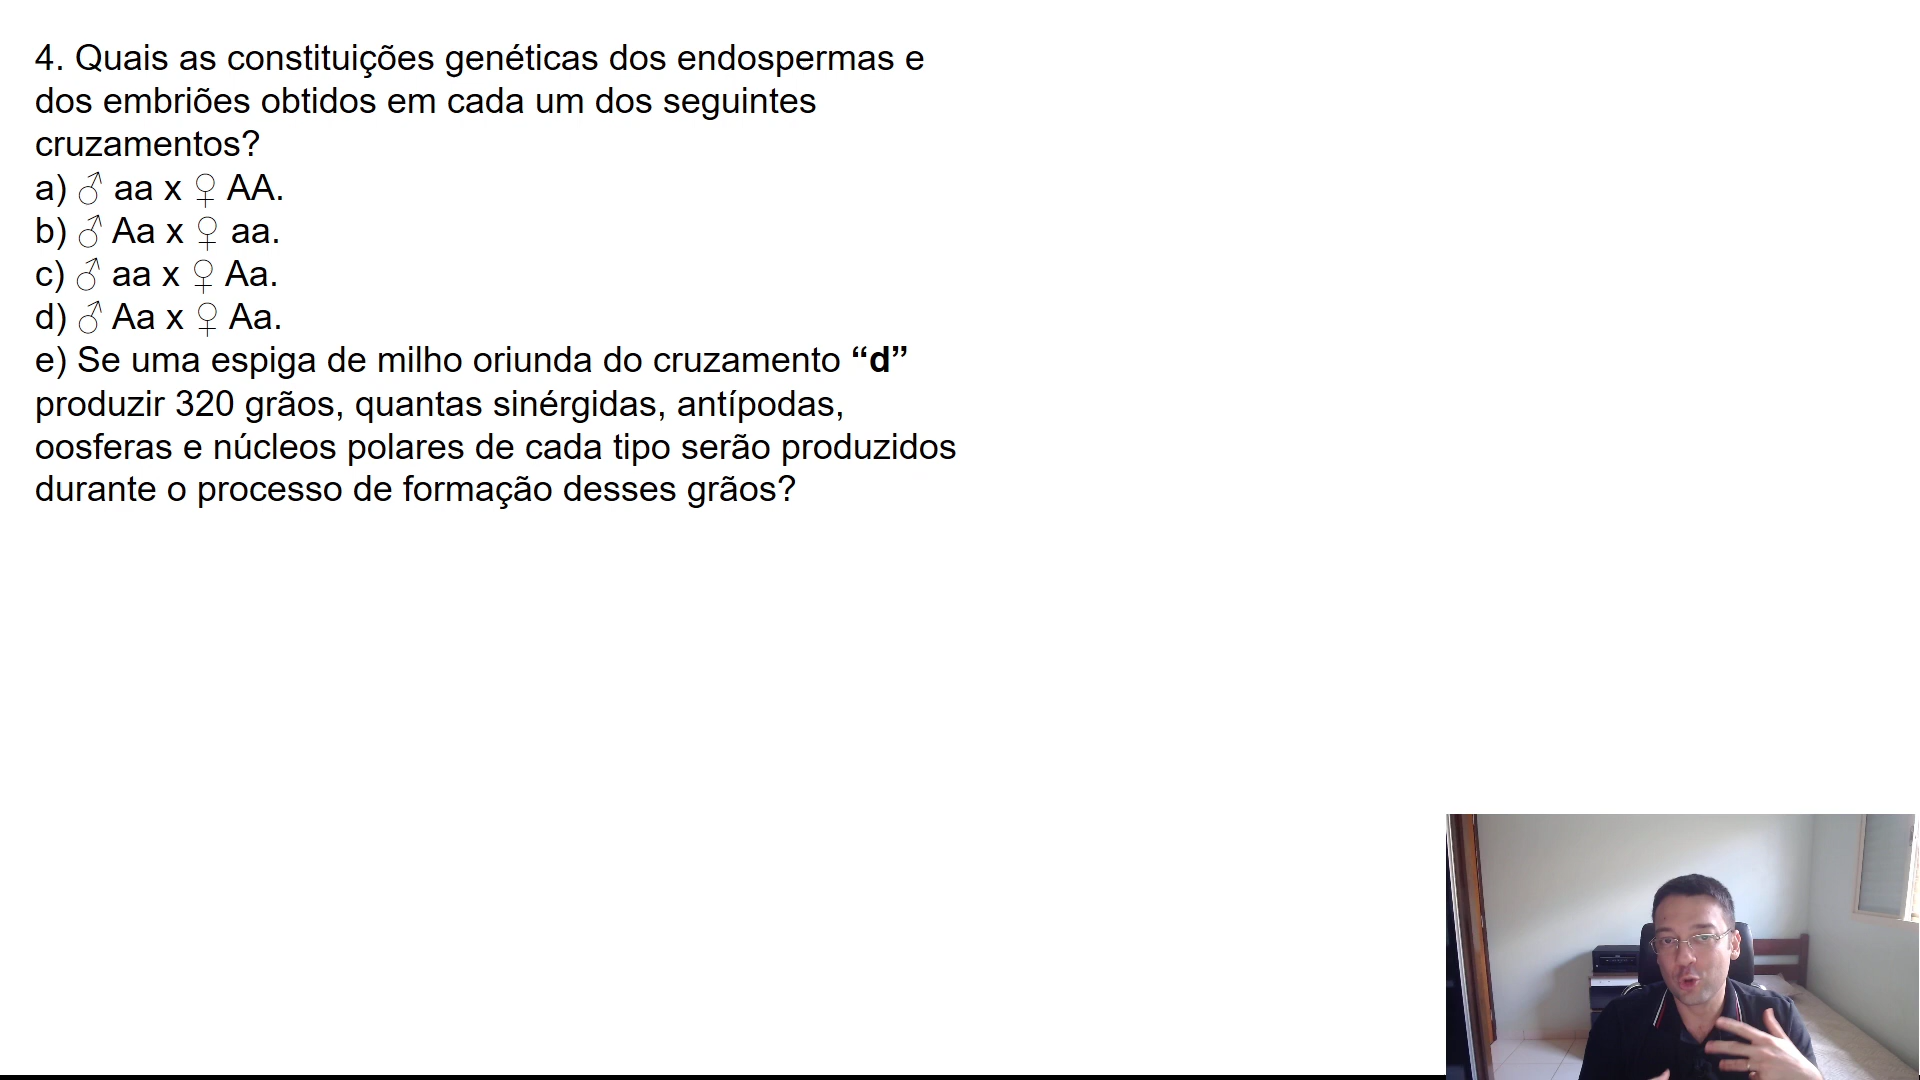 4. Quais as constituições genéticas dos endospermas e
dos embriões obtidos em cada um dos seguintes
cruzamentos?
a) ♂ aa x ♀ AA.
b) ♂ Aa x ♀ aa.
c) ♂ aa x ♀ Aa.
d) ♂ Aa x ♀ Aa.
e) Se uma espiga de milho oriunda do cruzamento “d”
produzir 320 grãos, quantas sinérgidas, antípodas,
oosferas e núcleos polares de cada tipo serão produzidos
durante o processo de formação desses grãos?